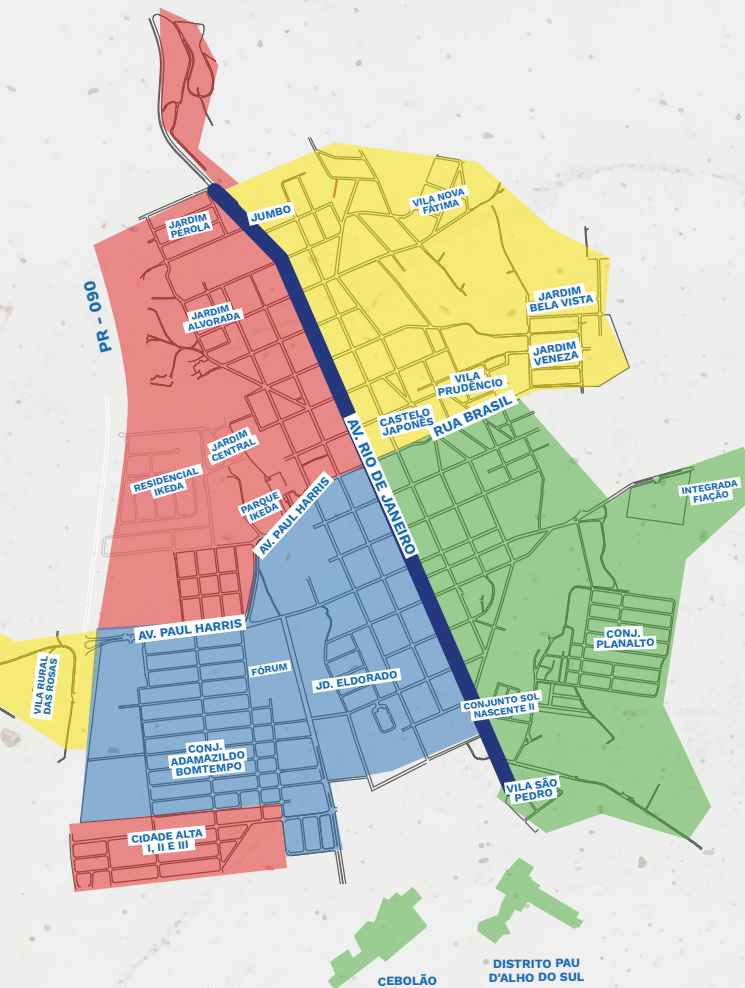 JARDIM
PÉROLA
JUMBO
VILA NOVA
FÁTIMA
PR - 090
JARDIM
ALVORADA
JARDIM
BELA VISTA
JARDIM
VENEZA
VILA
PRUDÊNCIO
CASTELO
JAPONÊS
RUA BRASIL
JARDIM
CENTRAL
RESIDENCIAL
IKEDA
PARQUE
IKEDA
AV. PAUL HARRIS
AV. RIO DE JANEIRO
INTEGRADA
FIAÇÃO
AV. PAUL HARRIS
CONJ.
PLANALTO
VILA RURAL
DAS ROSAS
FÓRUM
JD. ELDORADO
CONJUNTO SOL
NASCENTE II
CONJ.
ADAMAZILDO
BOMTEMPO
VILA SÃO
PEDRO
CIDADE ALTA
I, II E III
CEBOLÃO
DISTRITO PAU
D'ALHO DO SUL